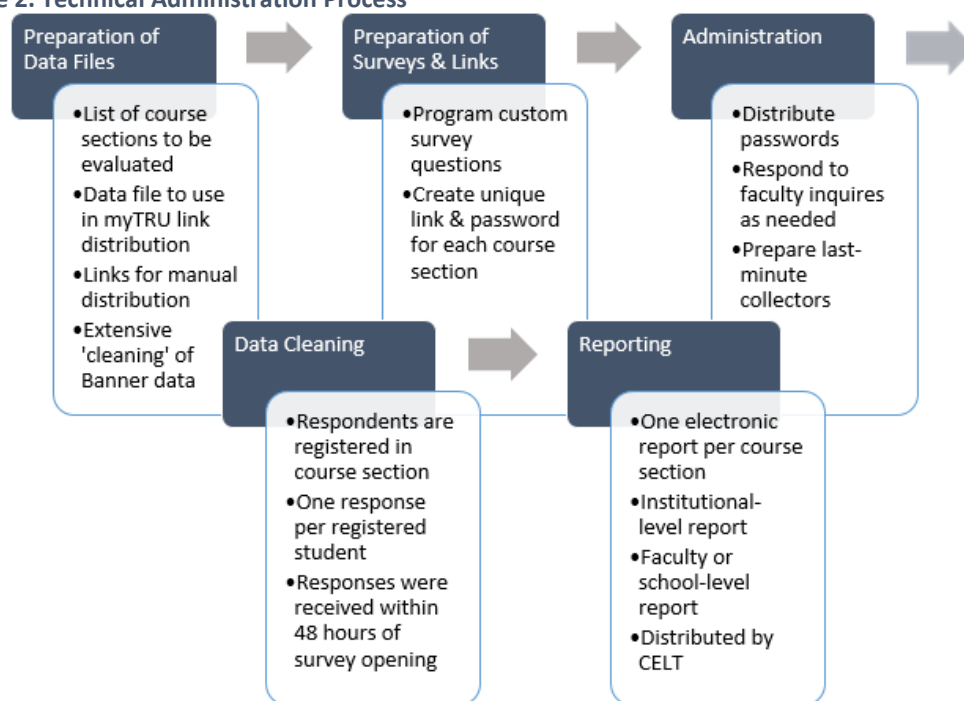 e 2. Technical Administration Process
Preparation of
Data Files
•List of course
sections to be
evaluated
•Data file to use
in myTRU link
distribution
•Links for manual
distribution
•Extensive
'cleaning' of
Banner data
Preparation of
Surveys & Links
•Program custom
survey
questions
•Create unique
link & password
for each course
section
Administration
•Distribute
passwords
•Respond to
faculty inquires
as needed
•Prepare last-
minute
collectors
Data Cleaning
•Respondents are
registered in
course section
•One response
per registered
student
•Responses were
received within
48 hours of
survey opening
Reporting
•One electronic
report per course
section
•Institutional-
level report
•Faculty or
school-level
report
•Distributed by
CELT